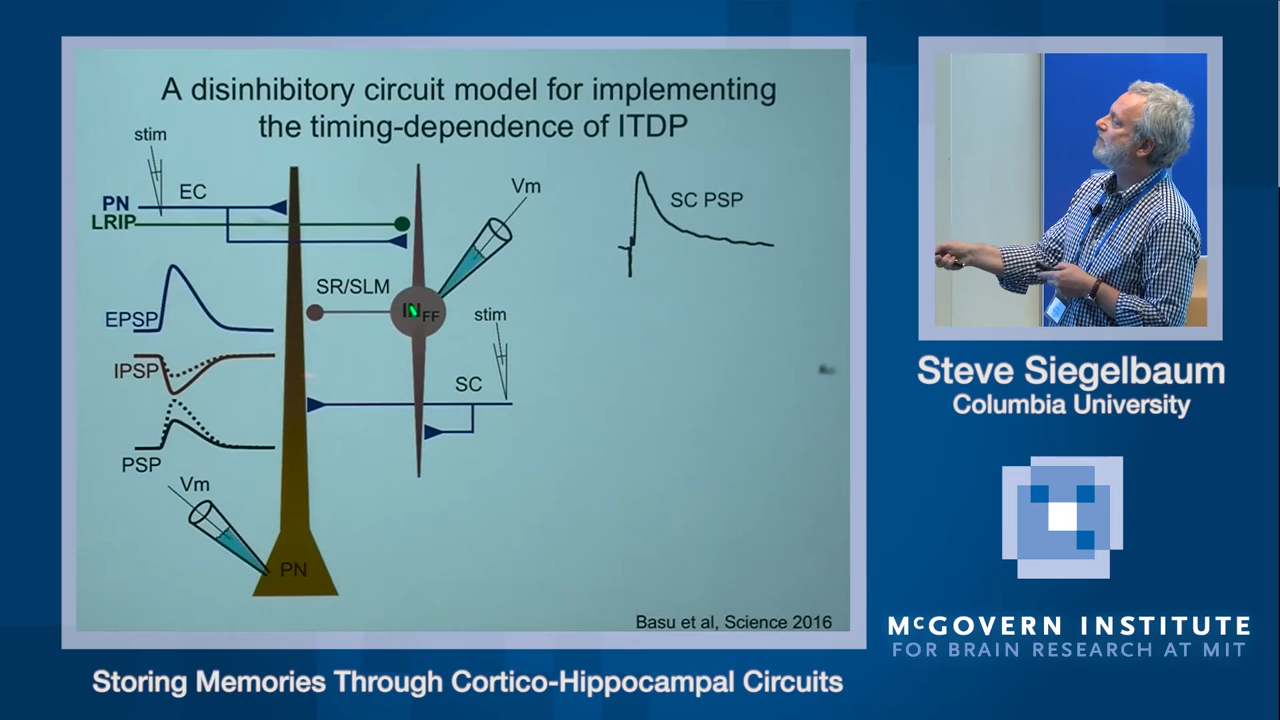 A disinhibitory circuit model for implementing
the timing-dependence of ITDP
stim
EC
PN
LRIP
Vm
SC PSP
SR/SLM
EPSP
INFF
stim
IPSP
SC
PSP
Vm
PN
Basu et al, Science 2016
Steve Siegelbaum
Columbia University
MCGOVERN INSTITUTE
FOR BRAIN RESEARCH AT MIT
Storing Memories Through Cortico-Hippocampal Circuits